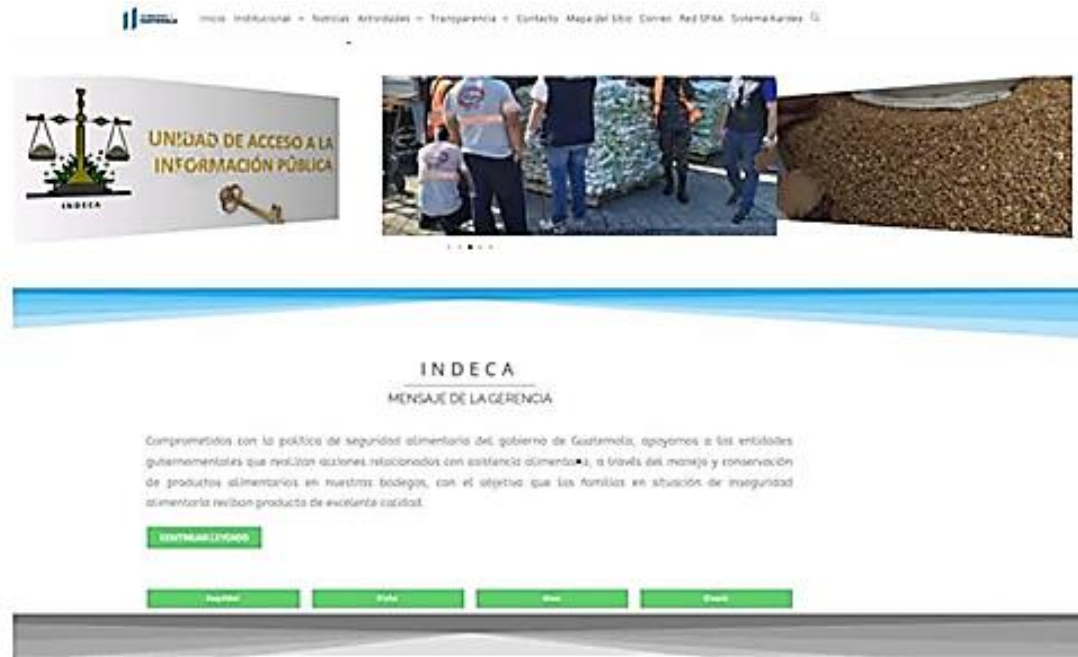 GUATEMALA
Inicio Institucional Noticias Actividades Transparencia Contacto Mapa del Sitio Correo Red SPAA Sistema Kardex
UNIDAD DE ACCESO A LA
INFORMACIÓN PÚBLICA
INDECA
INDECA
MENSAJE DE LA GERENCIA
Comprometidos con la política de seguridad alimentaria del gobierno de Guatemala, apoyamos a las entidades
gubernamentales que realizan acciones relacionadas con asistencia alimentaria, a través del manejo y conservación
de productos alimentarios en nuestras bodegas, con el objetivo que las familias en situación de inseguridad
alimentaria reciban producto de excelente calidad.
CONTINUAR LEYENDO